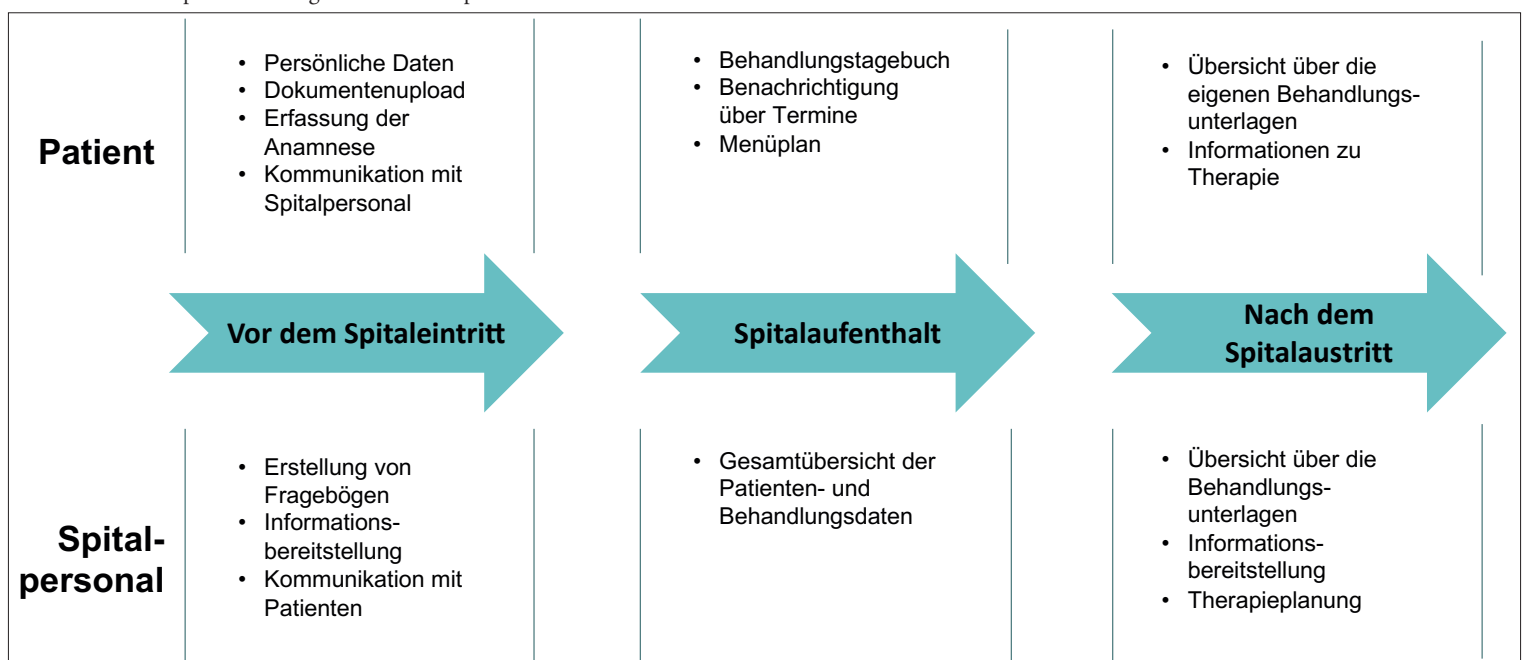 Patient
• Persönliche Daten
• Dokumentenupload
• Erfassung der
Anamnese
• Kommunikation mit
Spitalpersonal
• Behandlungstagebuch
• Benachrichtigung
über Termine
• Menüplan
• Übersicht über die
eigenen Behandlungs-
unterlagen
• Informationen zu
Therapie
Vor dem Spitaleintritt
Spitalaufenthalt
Nach dem
Spitalaustritt
Spital-
personal
• Erstellung von
Fragebögen
• Informations-
bereitstellung
• Kommunikation mit
Patienten
• Gesamtübersicht der
Patienten- und
Behandlungsdaten
• Übersicht über die
Behandlungs-
unterlagen
• Informations-
bereitstellung
• Therapieplanung